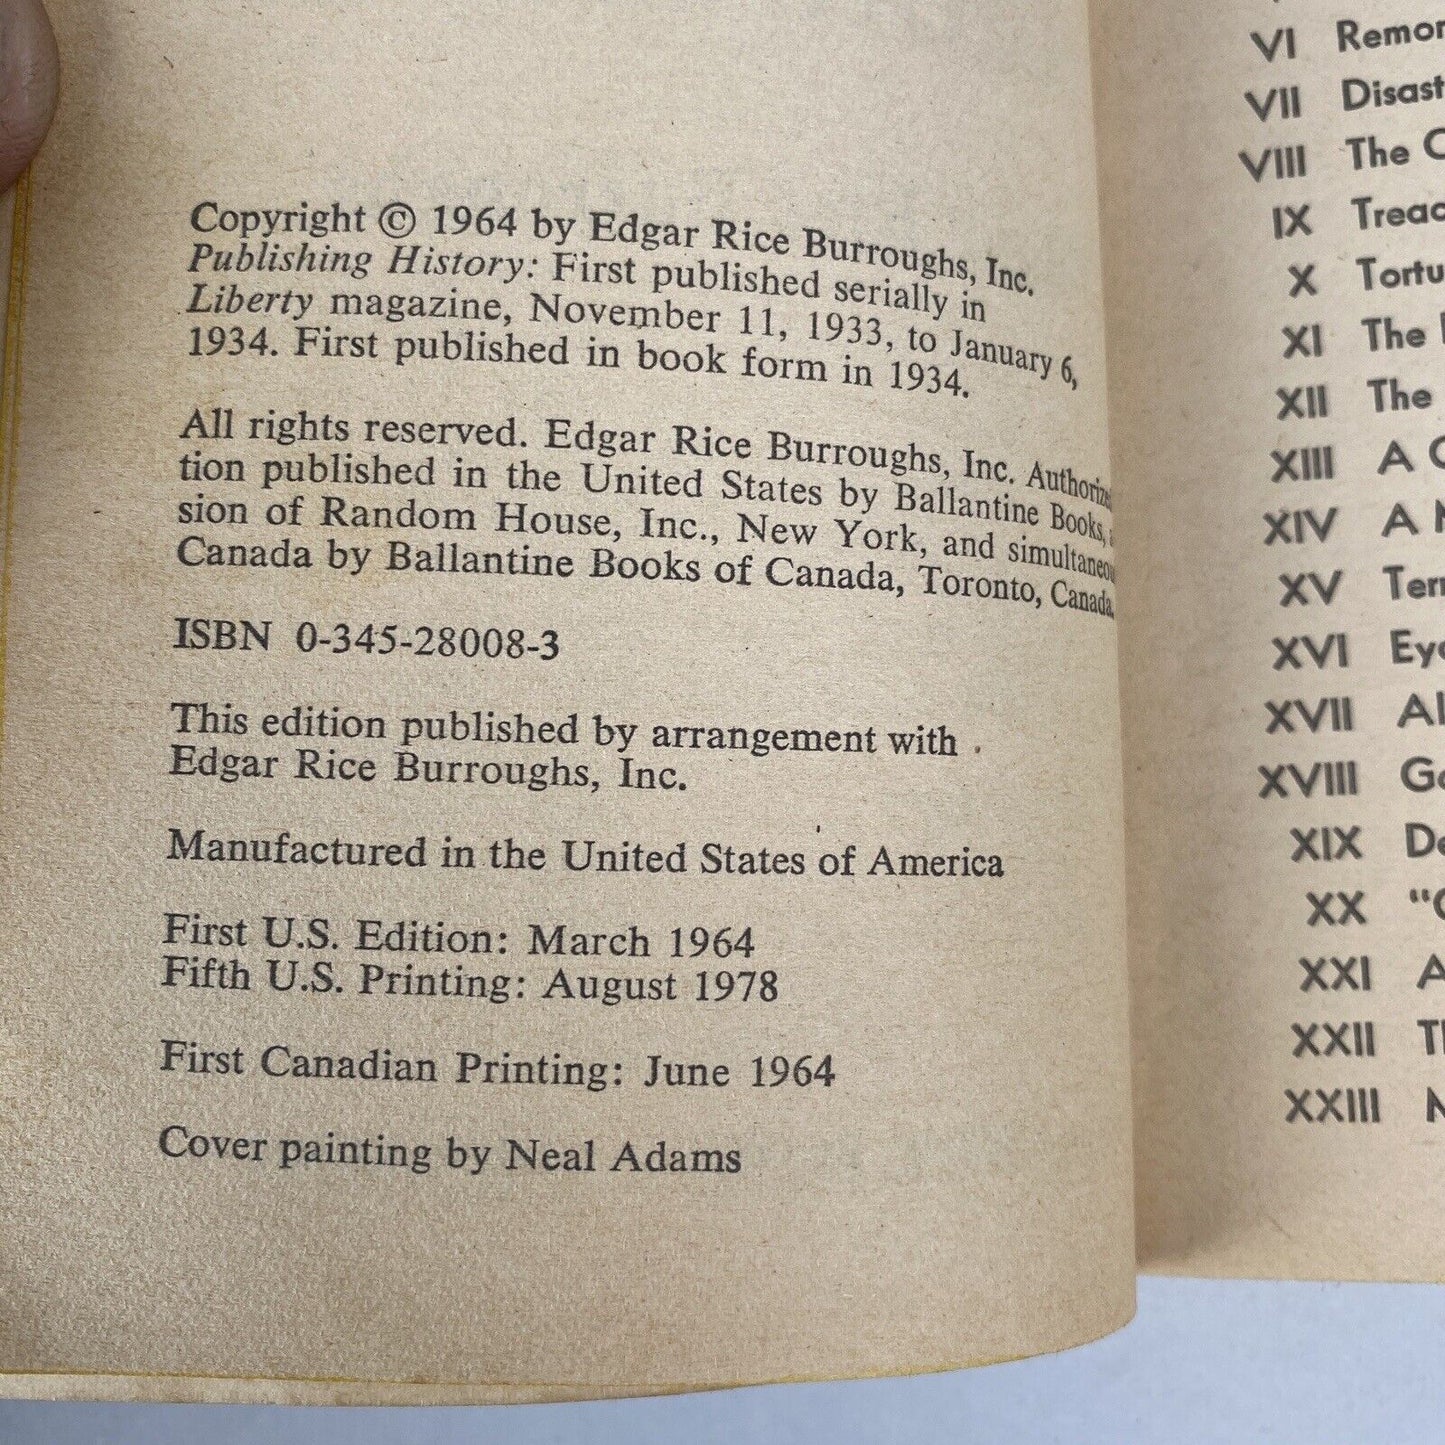 Copyright © 1964 by Edgar Rice Burroughs, Inc.
Publishing History: First published serially in
Liberty magazine, November 11, 1933, to January 6,
1934. First published in book form in 1934.
All rights reserved. Edgar Rice Burroughs, Inc.
tion published in the United States by Ballantine Books,
sion of Random House, Inc., New York, and
Canada by Ballantine Books of Canada, Toronto, Canada.
ISBN 0-345-28008-3
This edition published by arrangement with
Edgar Rice Burroughs, Inc.
Manufactured in the United States of America
First U.S. Edition: March 1964
Fifth U.S. Printing: August 1978
First Canadian Printing: June 1964
Cover painting by Neal Adams
VI Remor
VII Disast
VIII The
IX Treac
X Tortu
XI The
XII The
XIII A
XIV A
XV Terr
XVI
XVII Al
XVIII
XIX De
XX
XXI A
XXII
XXIII